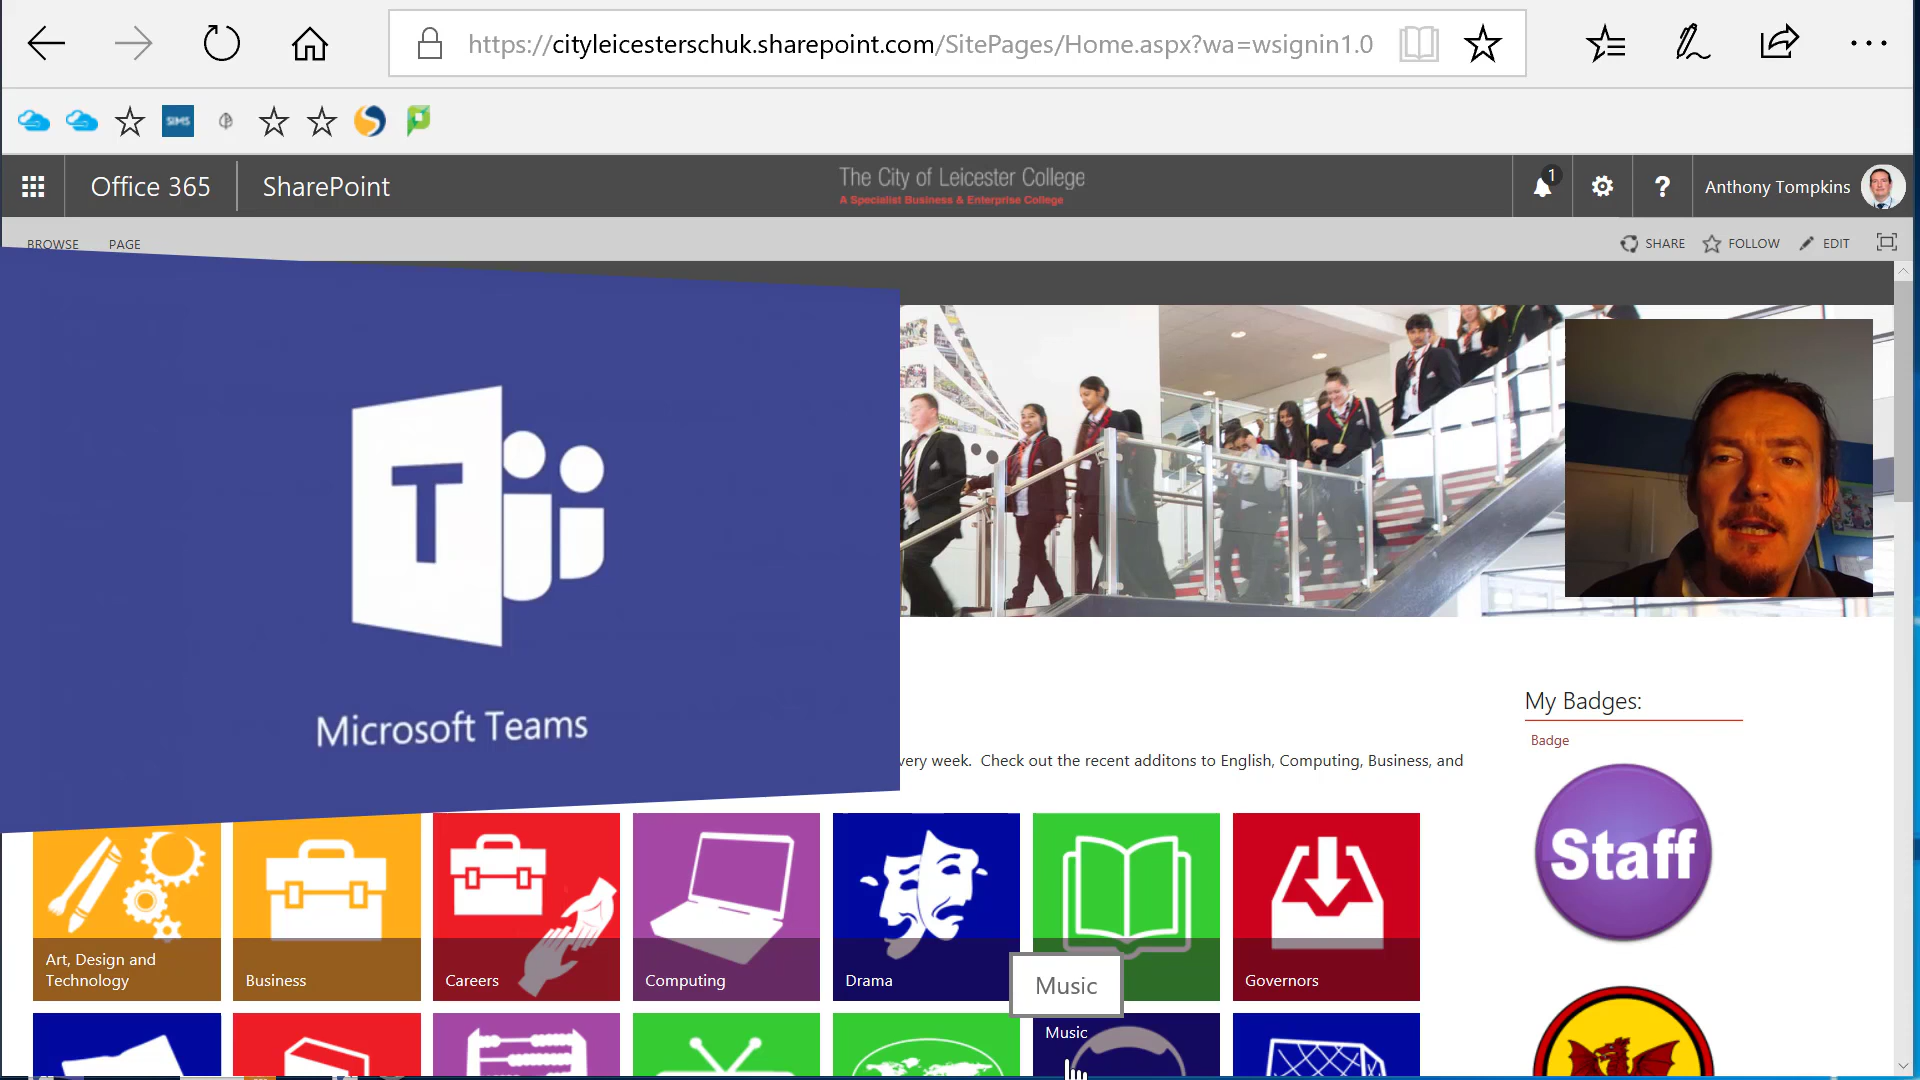 https://cityleicesterschuk.sharepoint.com/SitePages/Home.aspx?wa=wsignin1.0
SIMS
Office 365
SharePoint
The City of Leicester College
A Specialist Business & Enterprise College
1
?
Anthony Tompkins
BROWSE
PAGE
SHARE
FOLLOW
EDIT
T
Microsoft Teams
My Badges:
Badge
very week. Check out the recent additons to English, Computing, Business, and
Staff
Art, Design and
Technology
Business
Careers
Computing
Drama
Governors
Music
Music